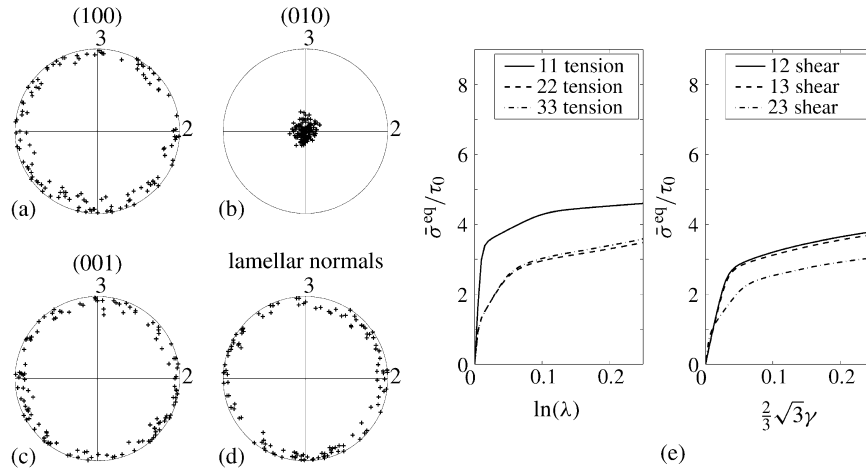 (100)
3
2
(a)
(010)
3
2
(b)
(001)
3
2
(c)
lamellar normals
3
2
(d)
11 tension
22 tension
33 tension
8
6
4
2
0
σ̄^eq/τ₀
0
0.1
0.2
ln(λ)
12 shear
13 shear
23 shear
8
6
4
2
0
σ̄^eq/τ₀
0
0.1
0.2
2/3 √3γ
(e)